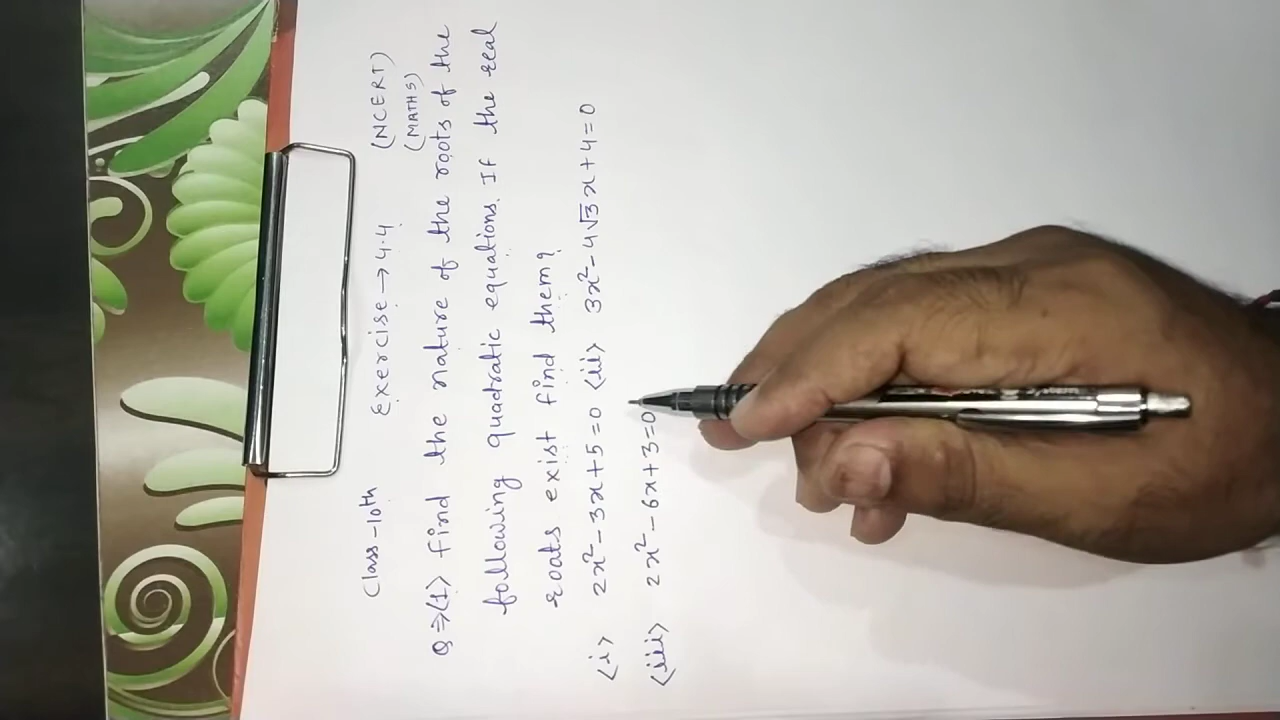 Class-10th Exercise→4.4 (NCERT)
(MATHS)
Q⇒(1) Find the nature of the roots of the
following quadratic equations. If the real
roots exist find them?
(i) 2x²-3x+5=0 (ii) 3x²-4√3x+4=0
(iii) 2x²-6x+3=0